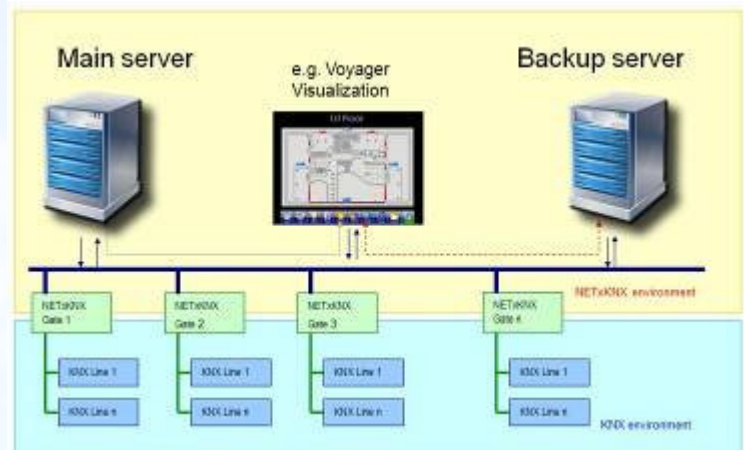 Main server
e.g. Voyager
Visualization
Backup server
NETxKNX environment
NETxKNX
Gate 1
NETxKNX
Gate 2
NETxKNX
Gate 3
NETxKNX
Gate n
KNX Line 1
KNX Line 1
KNX Line 1
KNX Line 1
KNX Line n
KNX Line n
KNX Line n
KNX Line n
KNX environment